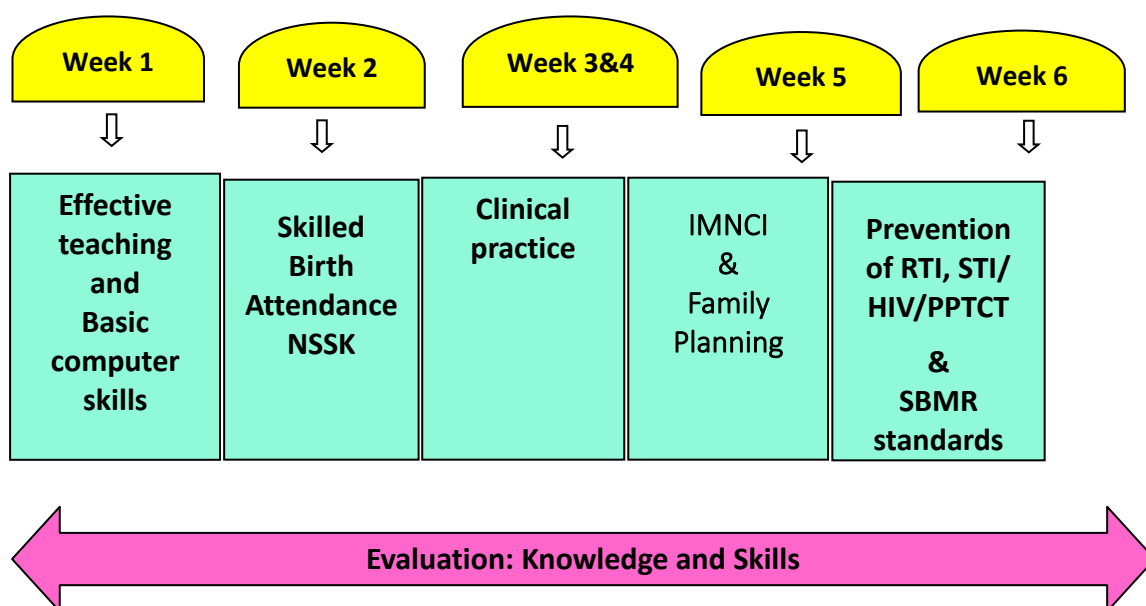 Week 1
Week 2
Week 3&4
Week 5
Week 6
Effective
teaching
and
Basic
computer
skills
Skilled
Birth
Attendance
NSSK
Clinical
practice
IMNCI
&
Family
Planning
Prevention
of RTI, STI/
HIV/PPTCT
&
SBMR
standards
Evaluation: Knowledge and Skills